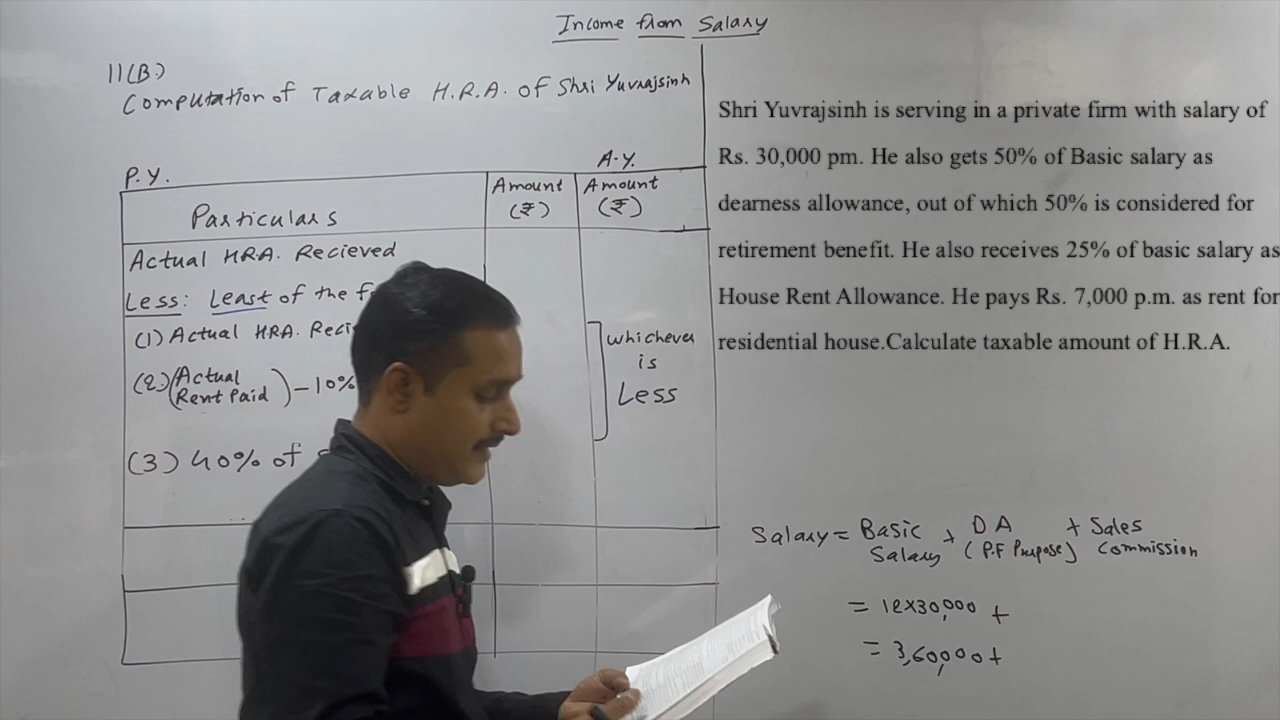 Income from Salary
11(B.)
Computation of Taxable H.R.A. of Shri Yuvrajsinh
P.Y.
A.Y.
Particulars
Amount (₹)
Amount (₹)
Actual H.R.A. Recieved
Less: Least of the
(1) Actual H.R.A.
(2) (Actual Rent Paid) - 10%
(3) 40% of
whichever
is
Less
Shri Yuvrajsinh is serving in a private firm with salary of
Rs. 30,000 pm. He also gets 50% of Basic salary as
dearness allowance, out of which 50% is considered for
retirement benefit. He also receives 25% of basic salary as
House Rent Allowance. He pays Rs. 7,000 p.m. as rent for
residential house.Calculate taxable amount of H.R.A.
Salary = Basic Salary + DA (P.F Purpose) + Sales Commission
= 12×30,000 +
= 3,60,000 +